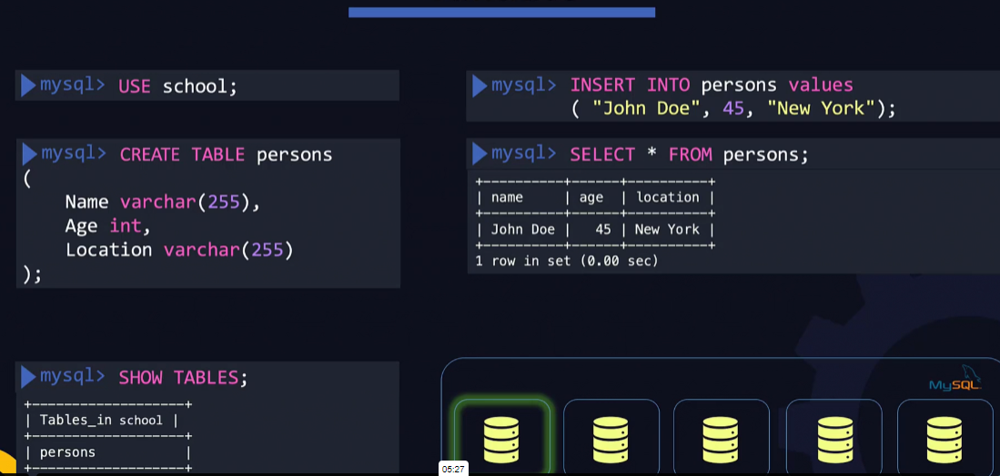 mysql> USE school;
mysql> CREATE TABLE persons
(
Name varchar(255),
Age int,
Location varchar(255)
);
mysql> SHOW TABLES;
+--------------------+
| Tables_in school |
+--------------------+
| persons |
+--------------------+
mysql> INSERT INTO persons values
( "John Doe", 45, "New York");
mysql> SELECT * FROM persons;
+----------+------+----------+
| name | age | location |
+----------+------+----------+
| John Doe | 45 | New York |
+----------+------+----------+
1 row in set (0.00 sec)
MySQL
05:27